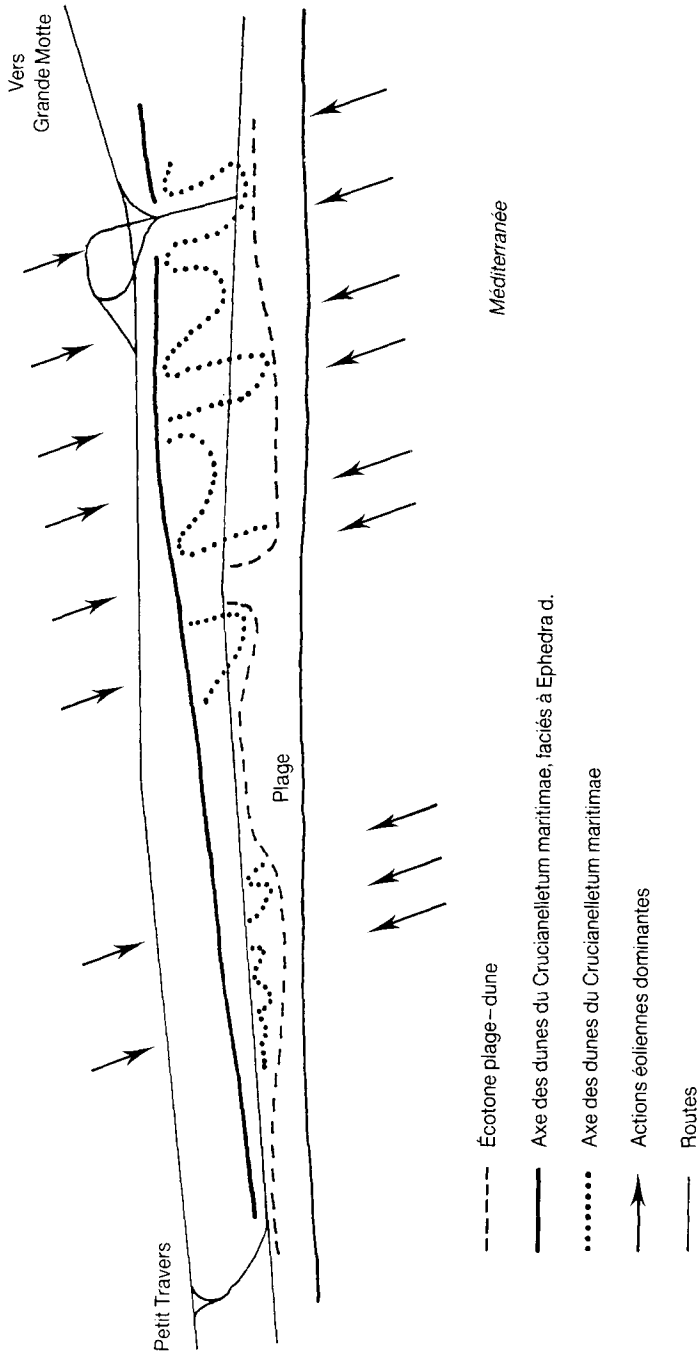 Vers
Grande Motte
Petit Travers
Plage
Méditerranée
Écotone plage–dune
Axe des dunes du Crucianelletum maritimae, faciés à Ephedra d.
Axe des dunes du Crucianelletum maritimae
Actions éoliennes dominantes
Routes